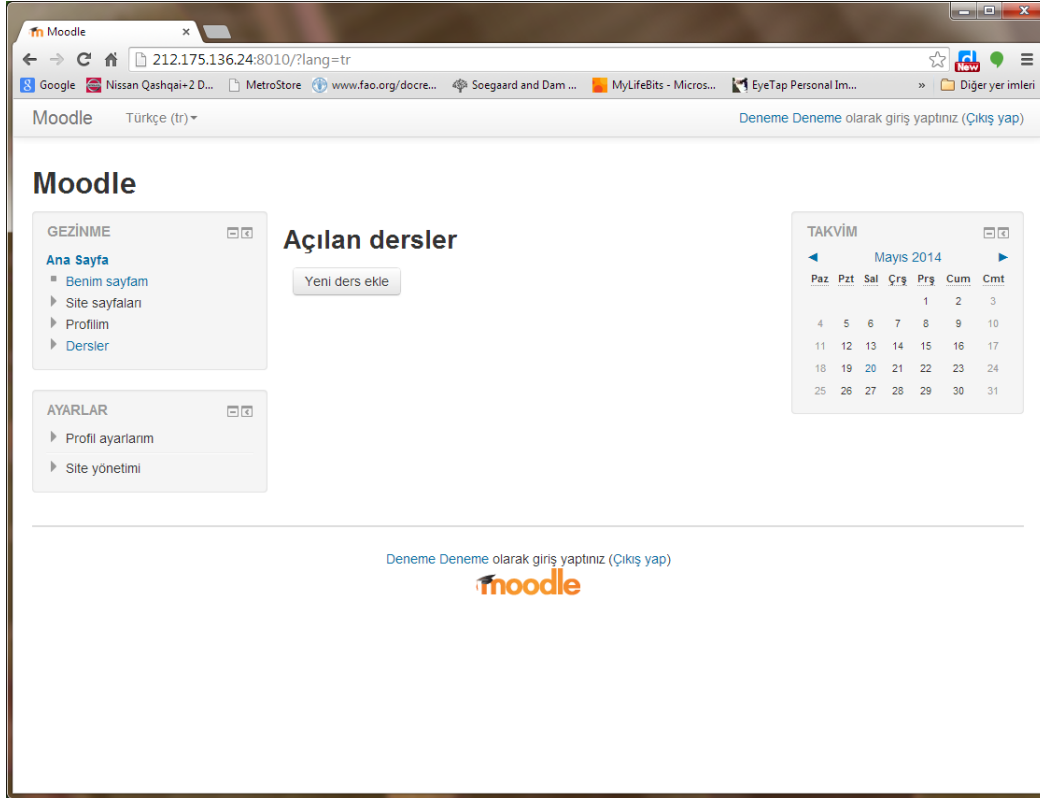 Moodle
212.175.136.24:8010/?lang=tr
New
Google Nissan Qashqai+2 D... MetroStore www.fao.org/docre... Soegaard and Dam ... MyLifeBits - Micros... EyeTap Personal Im... » Diğer yer imleri
Moodle Türkçe (tr) Deneme Deneme olarak giriş yaptınız (Çıkış yap)
Moodle
GEZİNME
Ana Sayfa
Benim sayfam
Site sayfaları
Profilim
Dersler
AYARLAR
Profil ayarlarım
Site yönetimi
Açılan dersler
Yeni ders ekle
TAKVİM
Mayıs 2014
Paz Pzt Sal Çrş Prş Cum Cmt
1 2 3
4 5 6 7 8 9 10
11 12 13 14 15 16 17
18 19 20 21 22 23 24
25 26 27 28 29 30 31
Deneme Deneme olarak giriş yaptınız (Çıkış yap)
moodle